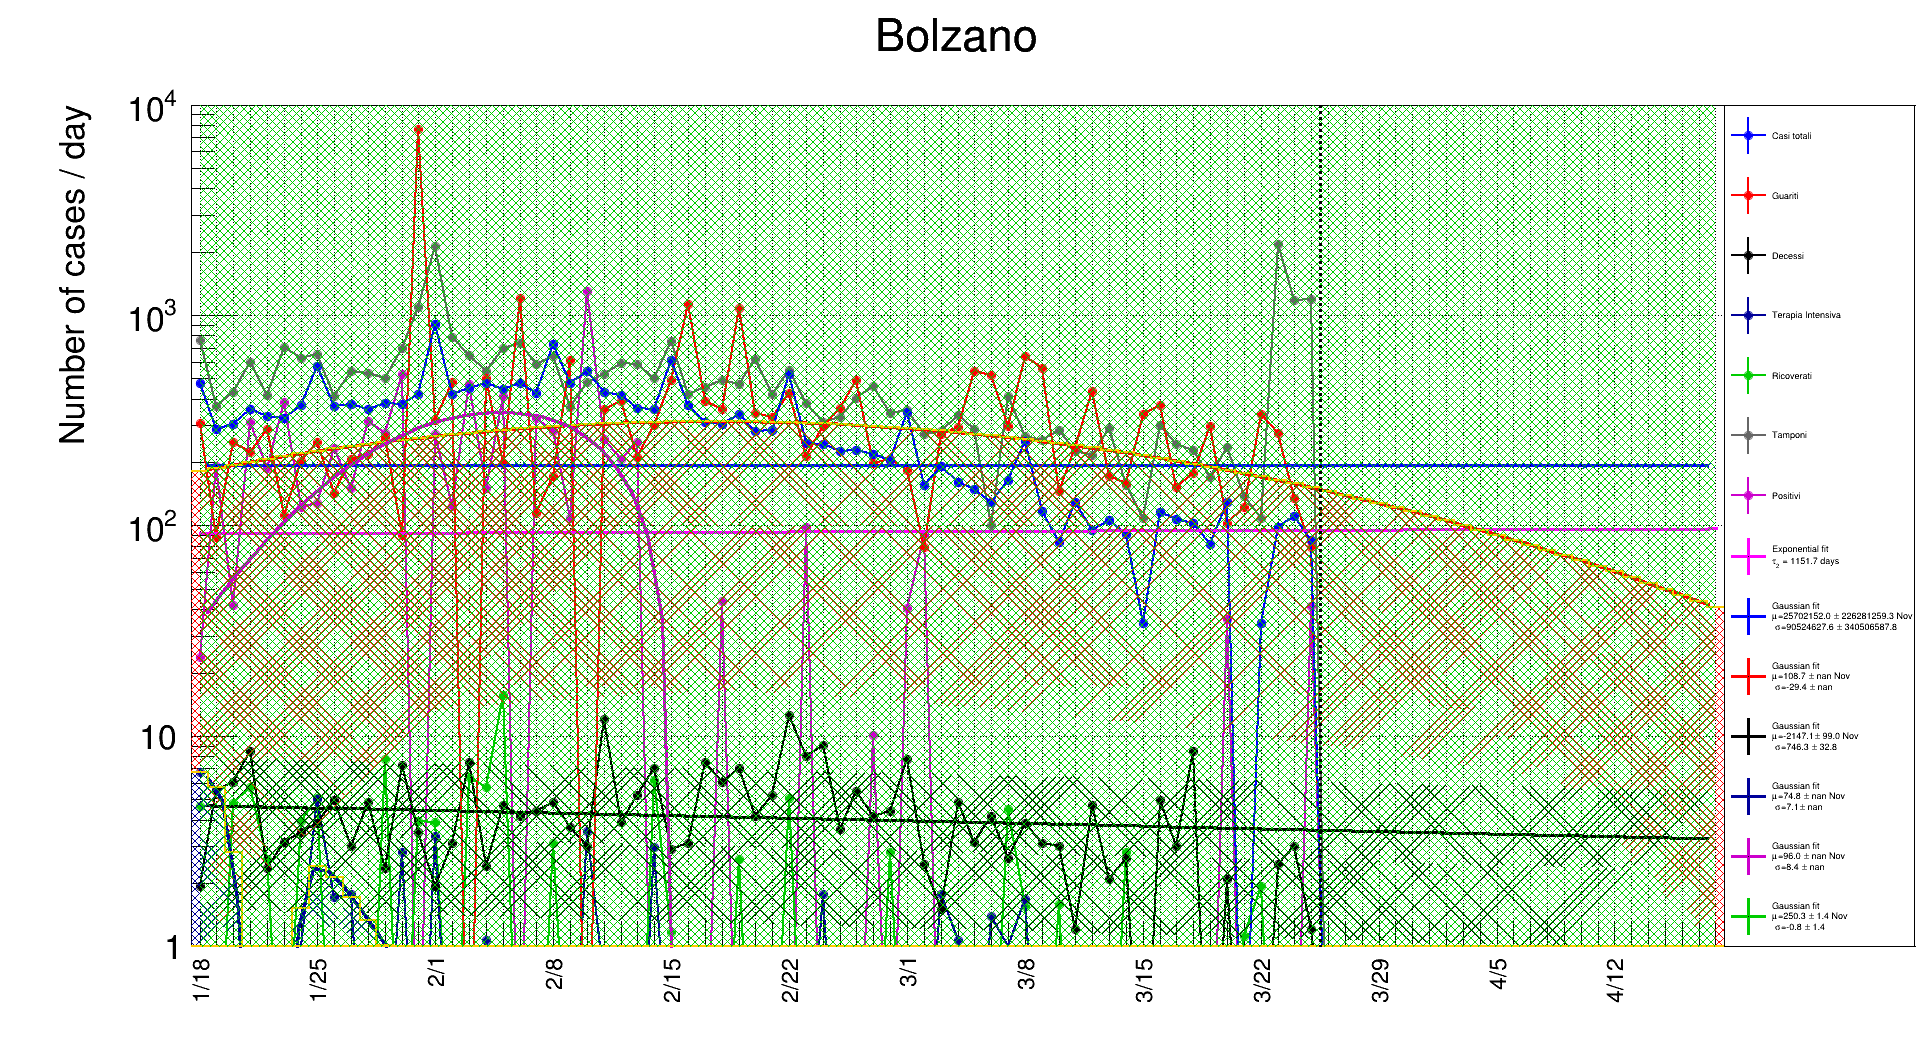 Bolzano
Number of cases / day
10^4
10^3
10^2
10
1
1/18
1/25
2/1
2/8
2/15
2/22
3/1
3/8
3/15
3/22
3/29
4/5
4/12
Casi totali
Guariti
Decessi
Terapia Intensiva
Ricoverati
Tamponi
Positivi
Exponential fit
τ₂ = 1151.7 days
Gaussian fit
μ=25702152.0 ± 226281259.3 Nov
σ=90524627.6 ± 340506587.8
Gaussian fit
μ=108.7 ± nan Nov
σ=-29.4 ± nan
Gaussian fit
μ=-2147.1 ± 99.0 Nov
σ=746.3 ± 32.8
Gaussian fit
μ=74.8 ± nan Nov
σ=7.1 ± nan
Gaussian fit
μ=96.0 ± nan Nov
σ=8.4 ± nan
Gaussian fit
μ=250.3 ± 1.4 Nov
σ=-0.8 ± 1.4